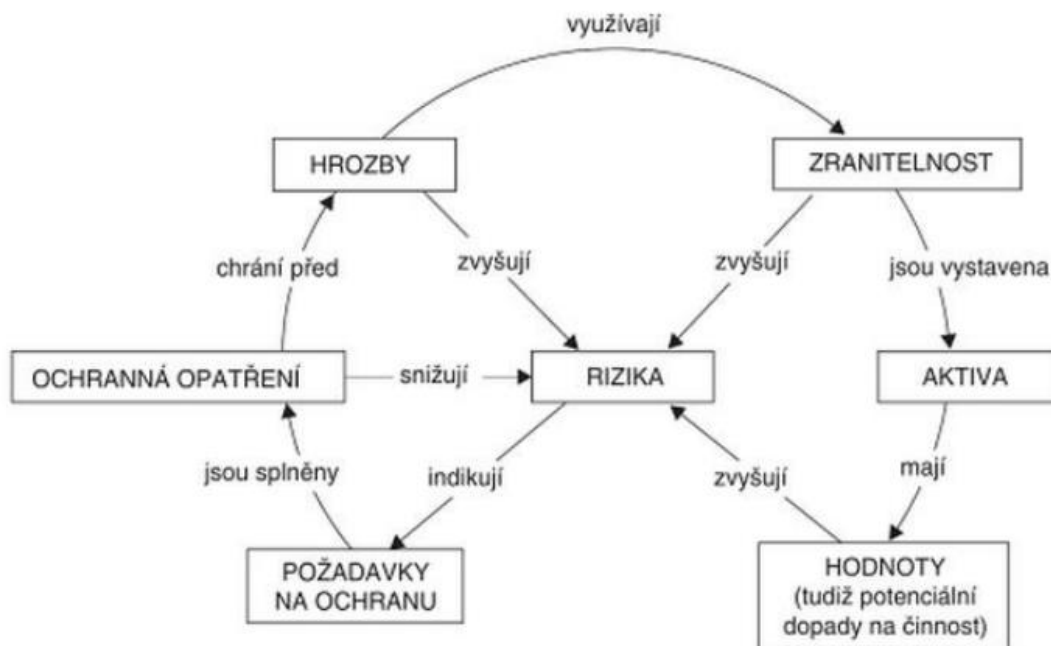 využívají
HROZBY
ZRANITELNOST
chrání před
zvyšují
zvyšují
jsou vystavena
OCHRANNÁ OPATŘENÍ
snižují
RIZIKA
AKTIVA
jsou splněny
indikují
zvyšují
mají
POŽADAVKY
NA OCHRANU
HODNOTY
(tudiž potenciální
dopady na činnost)